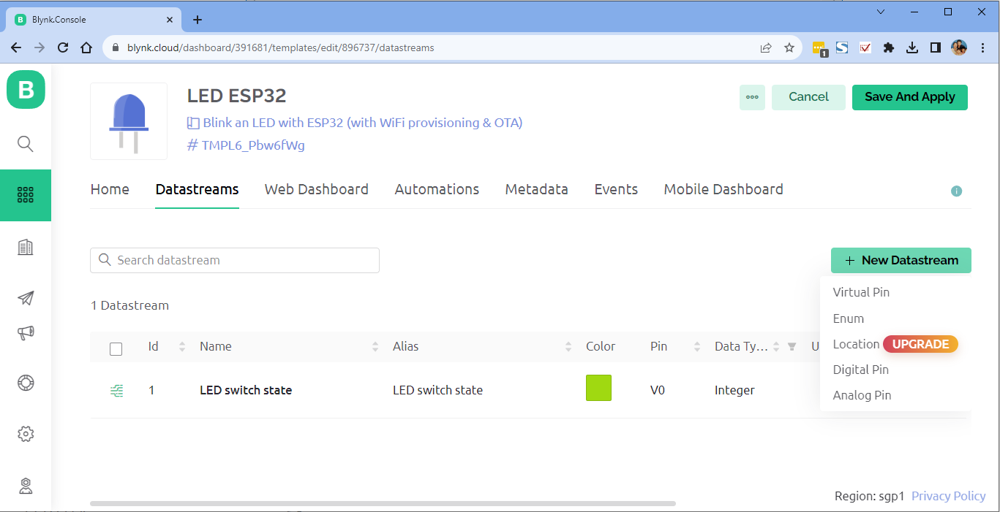 Blynk.Console
blynk.cloud/dashboard/391681/templates/edit/896737/datastreams
1
B
LED ESP32
Blink an LED with ESP32 (with WiFi provisioning & OTA)
# TMPL6_Pbw6fWg
Cancel
Save And Apply
Home Datastreams Web Dashboard Automations Metadata Events Mobile Dashboard
Search datastream
+ New Datastream
Virtual Pin
Enum
Location UPGRADE
Digital Pin
Analog Pin
1 Datastream
Id Name Alias Color Pin Data Ty... U
1 LED switch state LED switch state V0 Integer
Region: sgp1 Privacy Policy